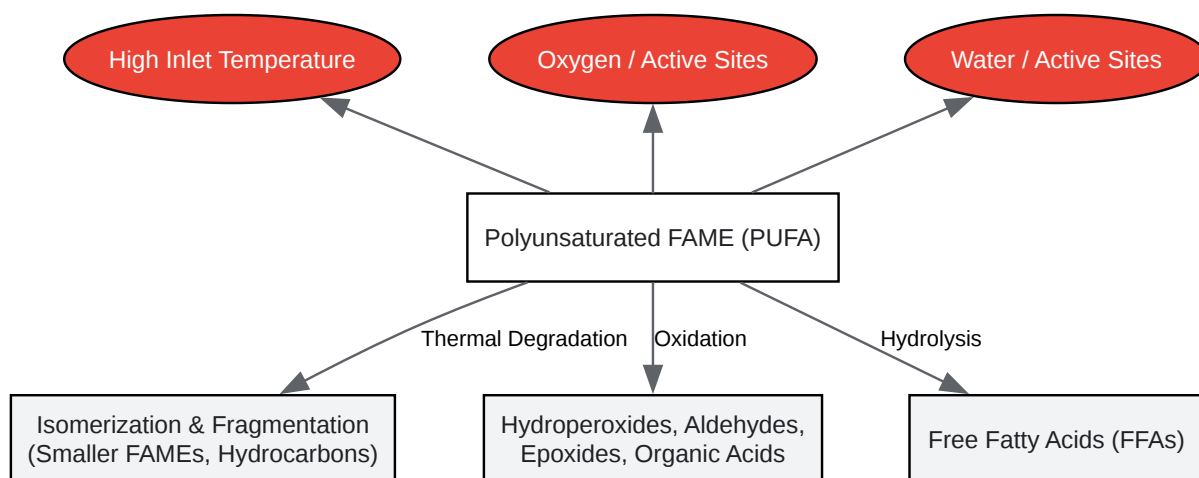 High Inlet Temperature
Oxygen / Active Sites
Water / Active Sites
Polyunsaturated FAME (PUFA)
Thermal Degradation
Oxidation
Hydrolysis
Isomerization & Fragmentation
(Smaller FAMEs, Hydrocarbons)
Hydroperoxides, Aldehydes,
Epoxides, Organic Acids
Free Fatty Acids (FFAs)